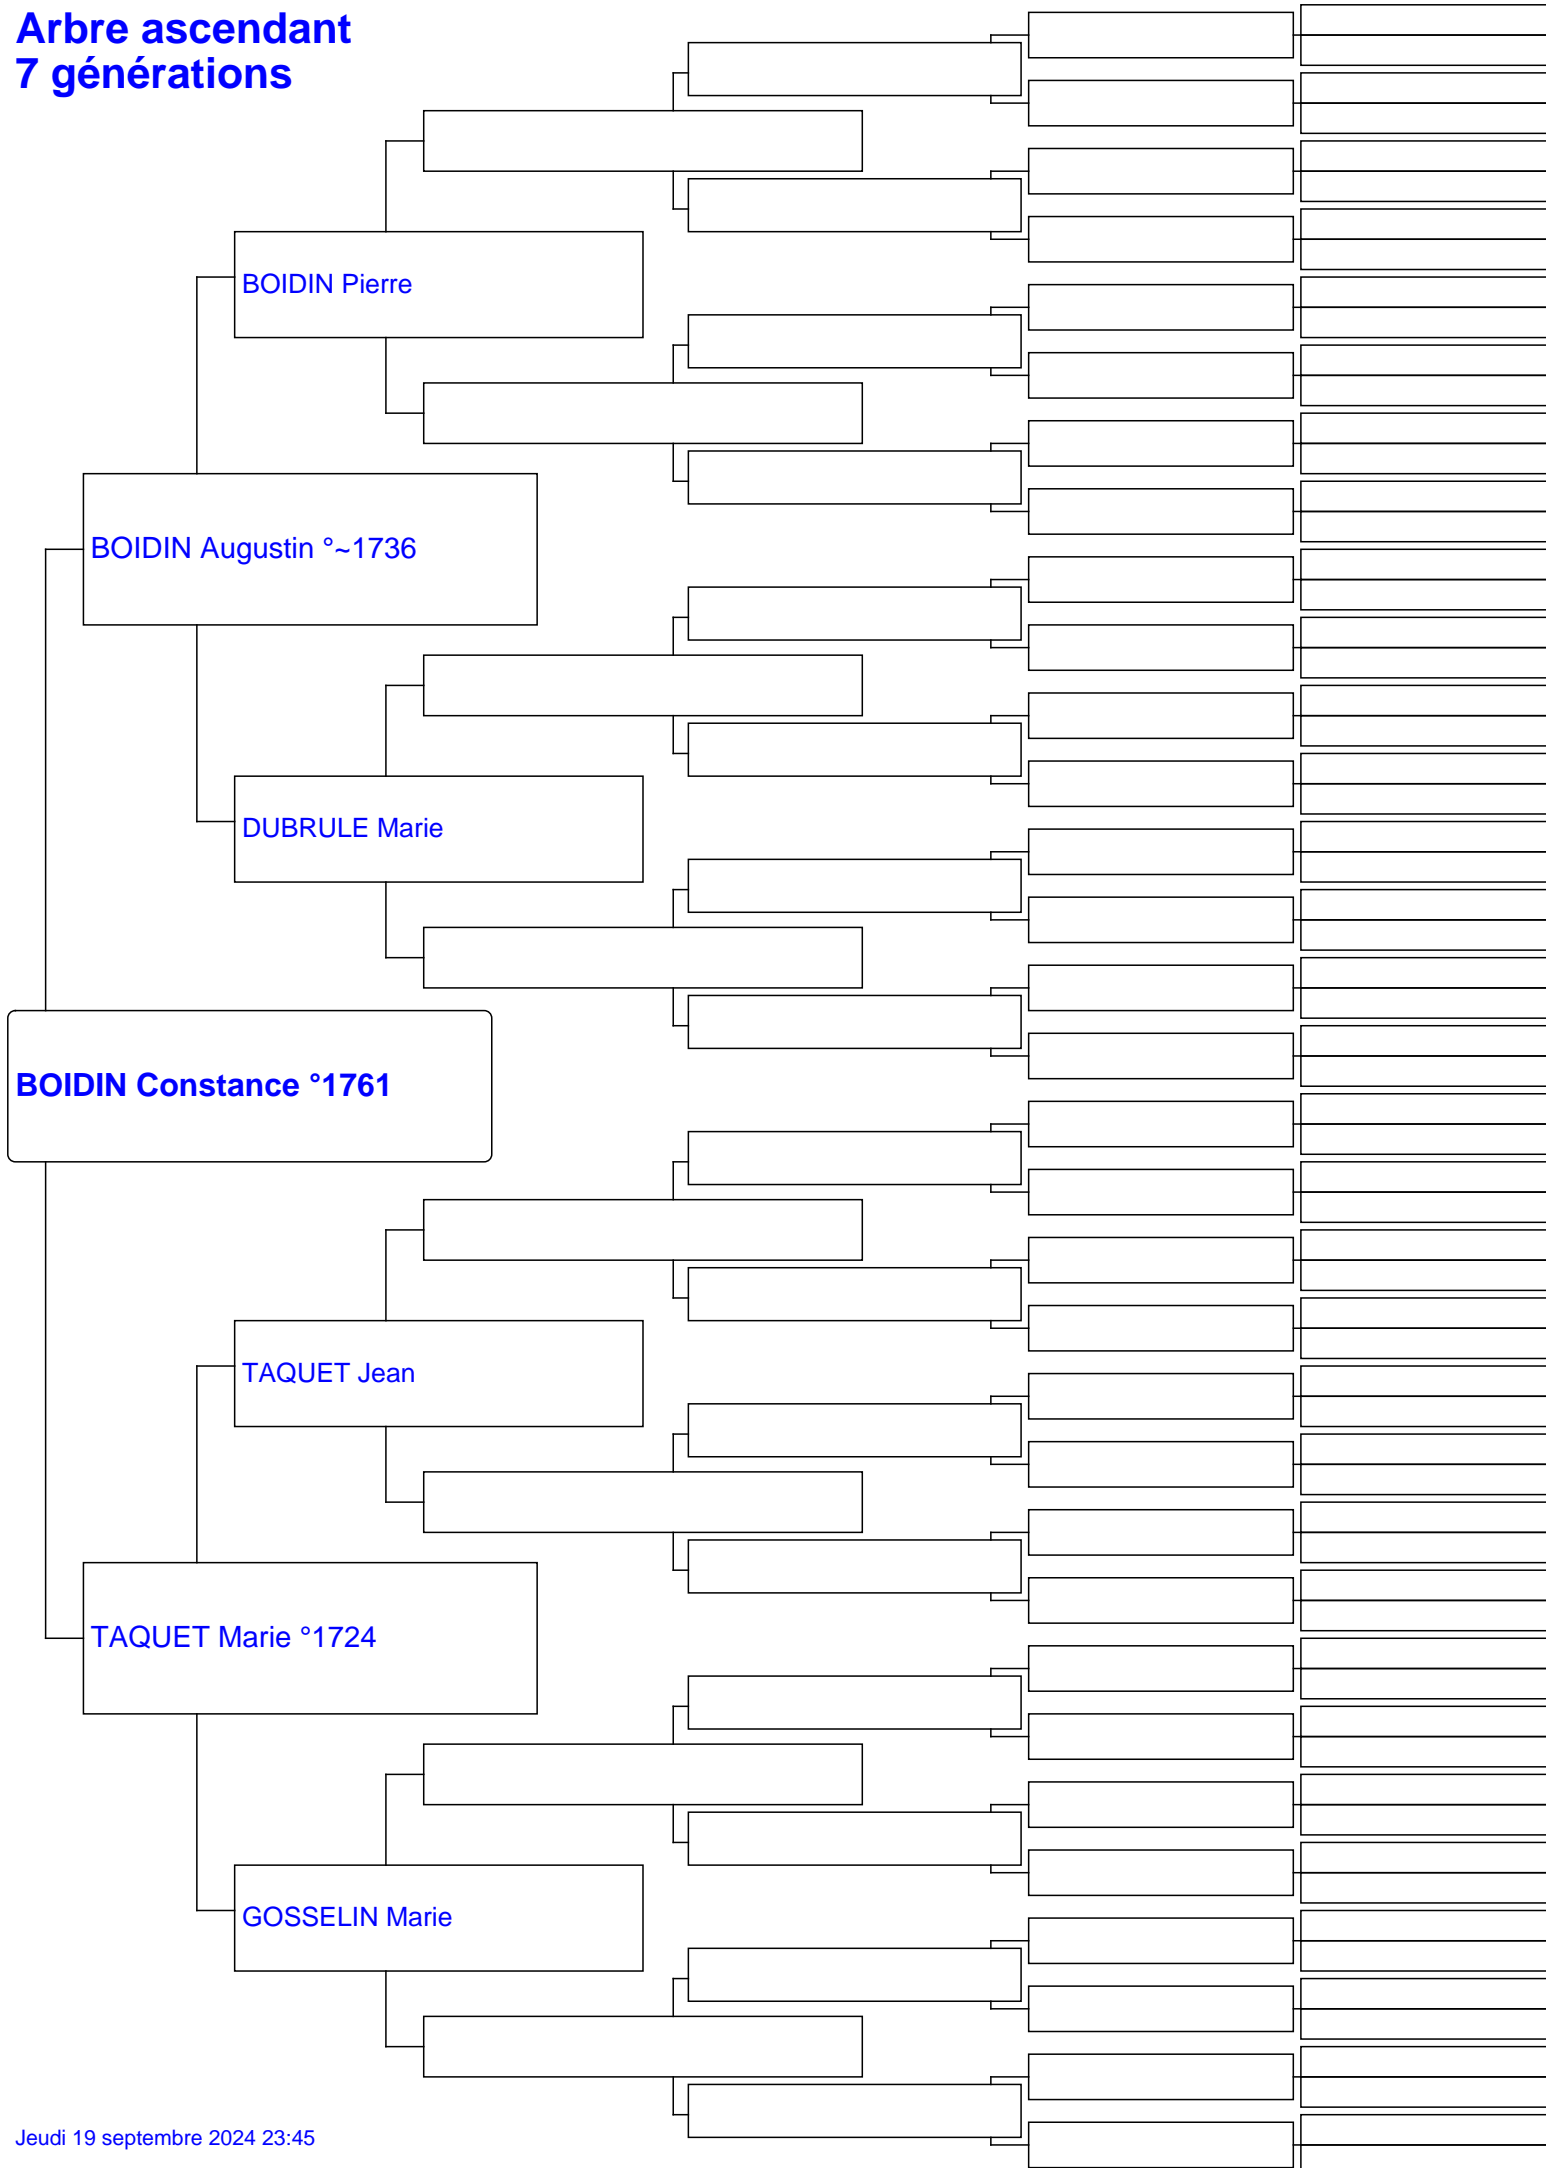 Arbre ascendant
7 générations
BOIDIN Pierre
BOIDIN Augustin °~1736
DUBRULE Marie
BOIDIN Constance °1761
TAQUET Jean
TAQUET Marie °1724
GOSSELIN Marie
Jeudi 19 septembre 2024 23:45